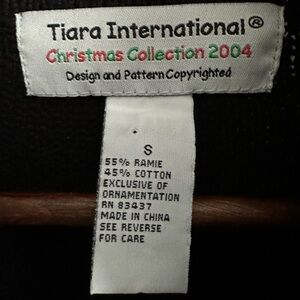 Tiara International®
Christmas Collection 2004
Design and Pattern Copyrighted
S
55% RAMIE
45% COTTON
EXCLUSIVE OF
ORNAMENTATION
RN 83437
MADE IN CHINA
SEE REVERSE
FOR CARE